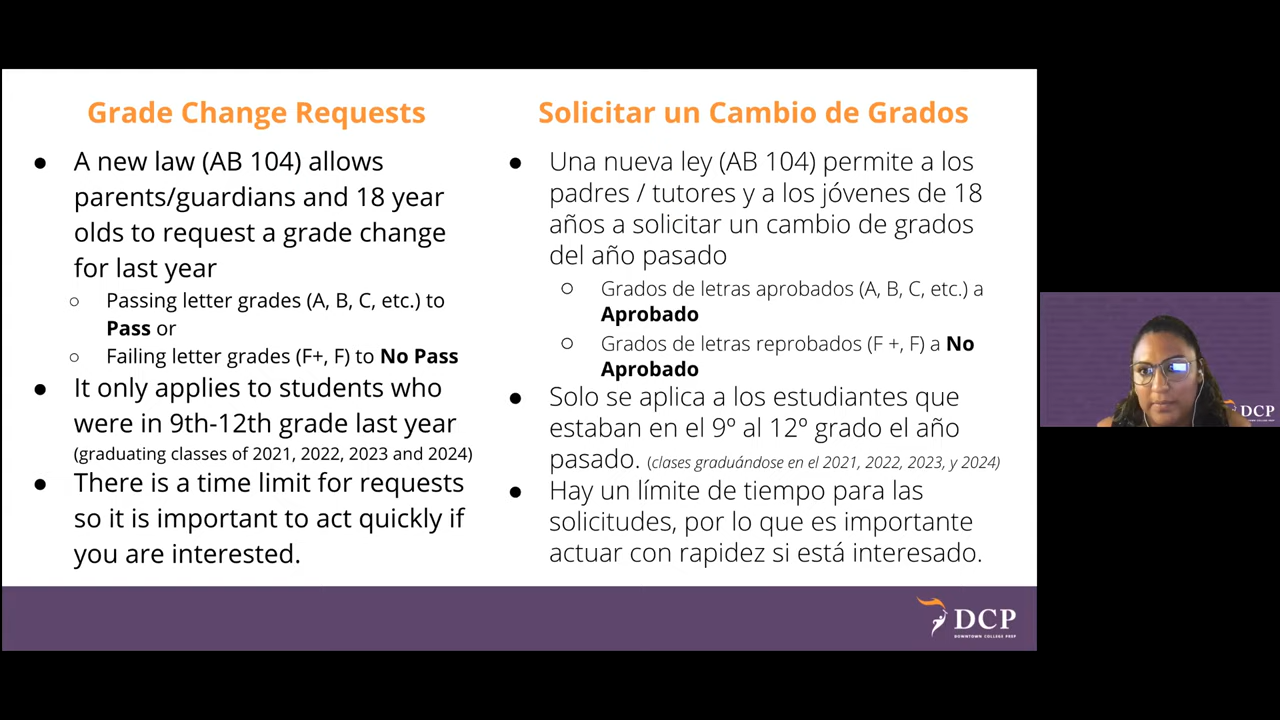 Grade Change Requests
● A new law (AB 104) allows
parents/guardians and 18 year
olds to request a grade change
for last year
○ Passing letter grades (A, B, C, etc.) to
Pass or
○ Failing letter grades (F+, F) to No Pass
● It only applies to students who
were in 9th-12th grade last year
(graduating classes of 2021, 2022, 2023 and 2024)
● There is a time limit for requests
so it is important to act quickly if
you are interested.
Solicitar un Cambio de Grados
● Una nueva ley (AB 104) permite a los
padres / tutores y a los jóvenes de 18
años a solicitar un cambio de grados
del año pasado
○ Grados de letras aprobados (A, B, C, etc.) a
Aprobado
○ Grados de letras reprobados (F +, F) a No
Aprobado
● Solo se aplica a los estudiantes que
estaban en el 9º al 12º grado el año
pasado. (clases graduándose en el 2021, 2022, 2023, y 2024)
● Hay un límite de tiempo para las
solicitudes, por lo que es importante
actuar con rapidez si está interesado.
DCP
DOWNTOWN COLLEGE PREP
DCP